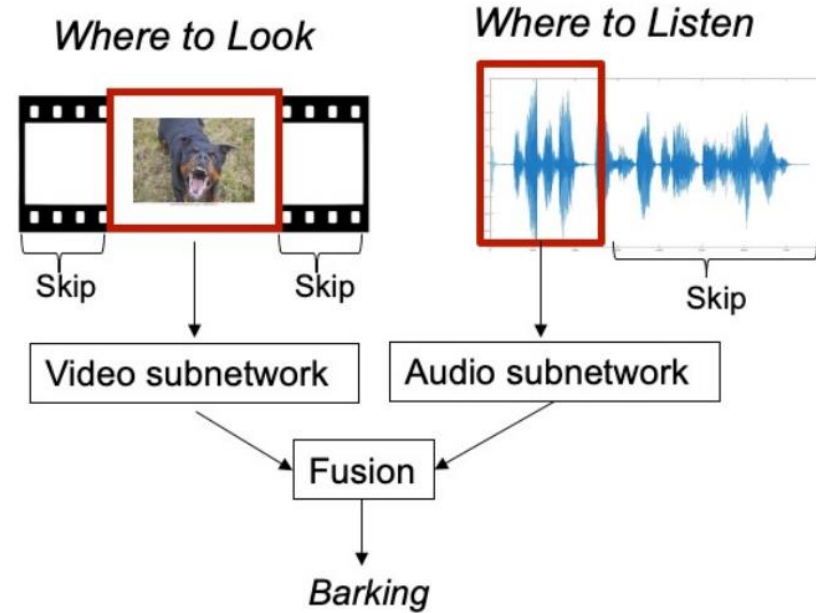 Where to Look
Where to Listen
Skip
Skip
Skip
Video subnetwork
Audio subnetwork
Fusion
Barking